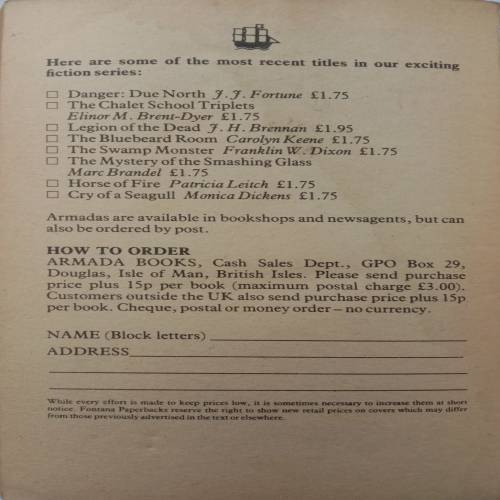 Here are some of the most recent titles in our exciting
fiction series:
□ Danger: Due North J. J. Fortune £1.75
□ The Chalet School Triplets
Elinor M. Brent-Dyer £1.75
□ Legion of the Dead J. H. Brennan £1.95
□ The Bluebeard Room Carolyn Keene £1.75
□ The Swamp Monster Franklin W. Dixon £1.75
□ The Mystery of the Smashing Glass
Marc Brandel £1.75
□ Horse of Fire Patricia Leitch £1.75
□ Cry of a Seagull Monica Dickens £1.75
Armadas are available in bookshops and newsagents, but can
also be ordered by post.
HOW TO ORDER
ARMADA BOOKS, Cash Sales Dept., GPO Box 29,
Douglas, Isle of Man, British Isles. Please send purchase
price plus 15p per book (maximum postal charge £3.00).
Customers outside the UK also send purchase price plus 15p
per book. Cheque, postal or money order – no currency.
NAME (Block letters)
ADDRESS
While every effort is made to keep prices low, it is sometimes necessary to increase them at short
notice. Fontana Paperbacks reserve the right to show new retail prices on covers which may differ
from those previously advertised in the text or elsewhere.